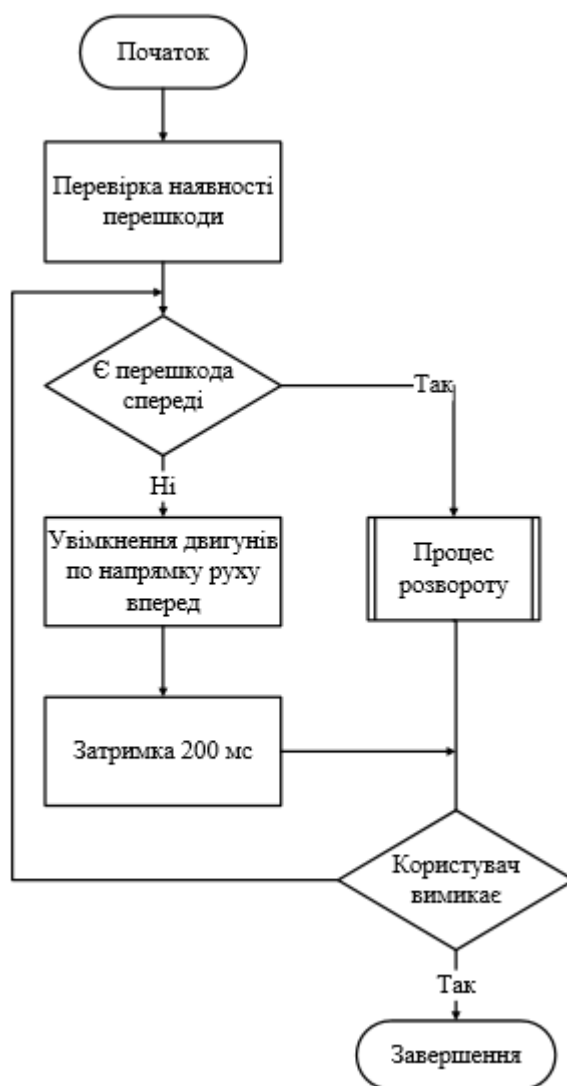 Початок
Перевірка наявності
перешкоди
Є перешкода
спереді
Так
Ні
Увімкнення двигунів
по напрямку руху
вперед
Процес
розвороту
Затримка 200 мс
Користувач
вимикає
Так
Завершення